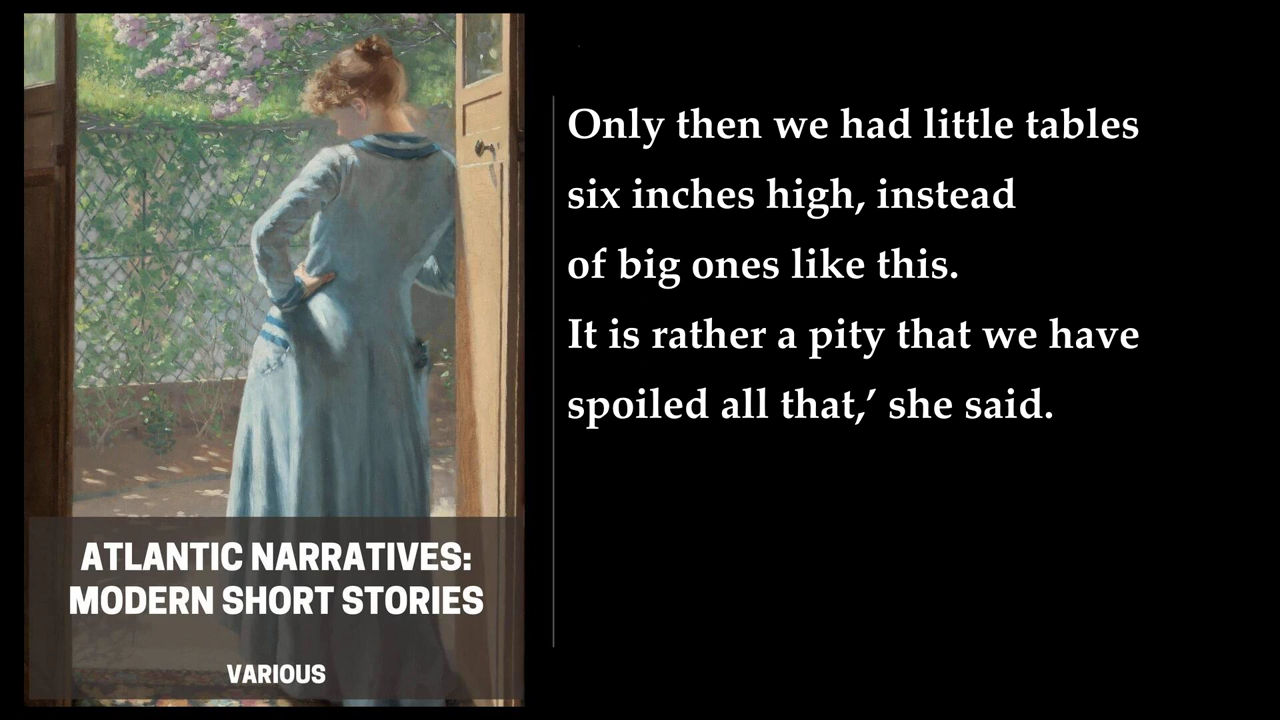 Only then we had little tables
six inches high, instead
of big ones like this.
It is rather a pity that we have
spoiled all that,’ she said.
ATLANTIC NARRATIVES:
MODERN SHORT STORIES
VARIOUS